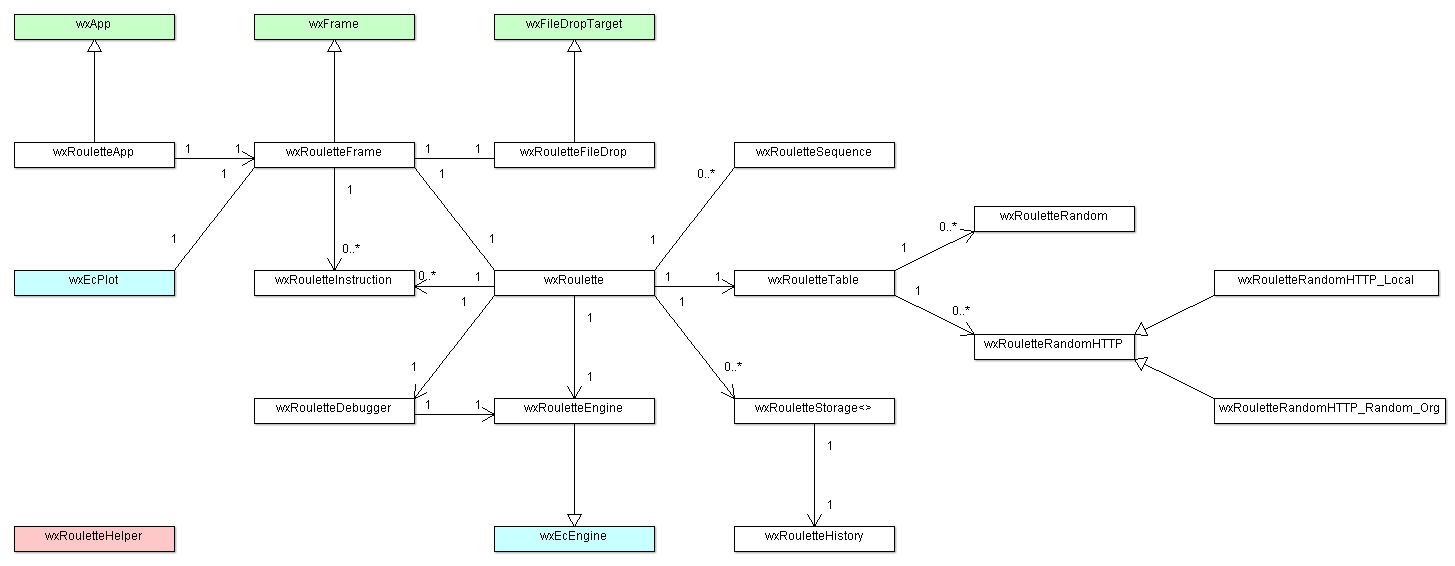 wxApp
wxFrame
wxFileDropTarget
wxRouletteApp
1
1
wxRouletteFrame
1
1
wxRouletteFileDrop
wxRouletteSequence
1
1
1
0..*
wxRouletteRandom
0..*
1
0..*
1
1
1
wxEcPlot
wxRouletteInstruction
0..*
1
wxRoulette
1
1
wxRouletteTable
1
wxRouletteRandomHTTP_Local
1
1
1
0..*
wxRouletteRandomHTTP
1
1
0..*
wxRouletteDebugger
1
1
wxRouletteEngine
wxRouletteStorage<>
wxRouletteRandomHTTP_Random_Org
1
1
wxRouletteHelper
wxEcEngine
wxRouletteHistory